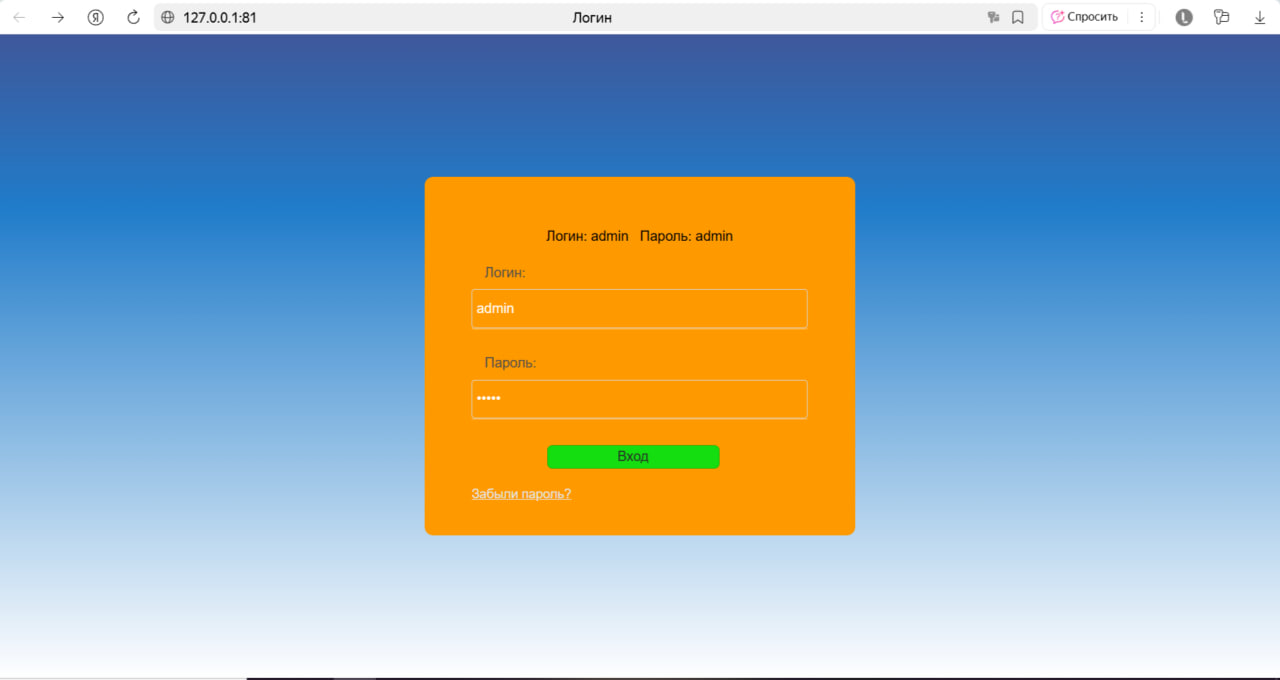 127.0.0.1:81 Логин Спросить
Логин: admin Пароль: admin
Логин:
admin
Пароль:
•••••
Вход
Забыли пароль?